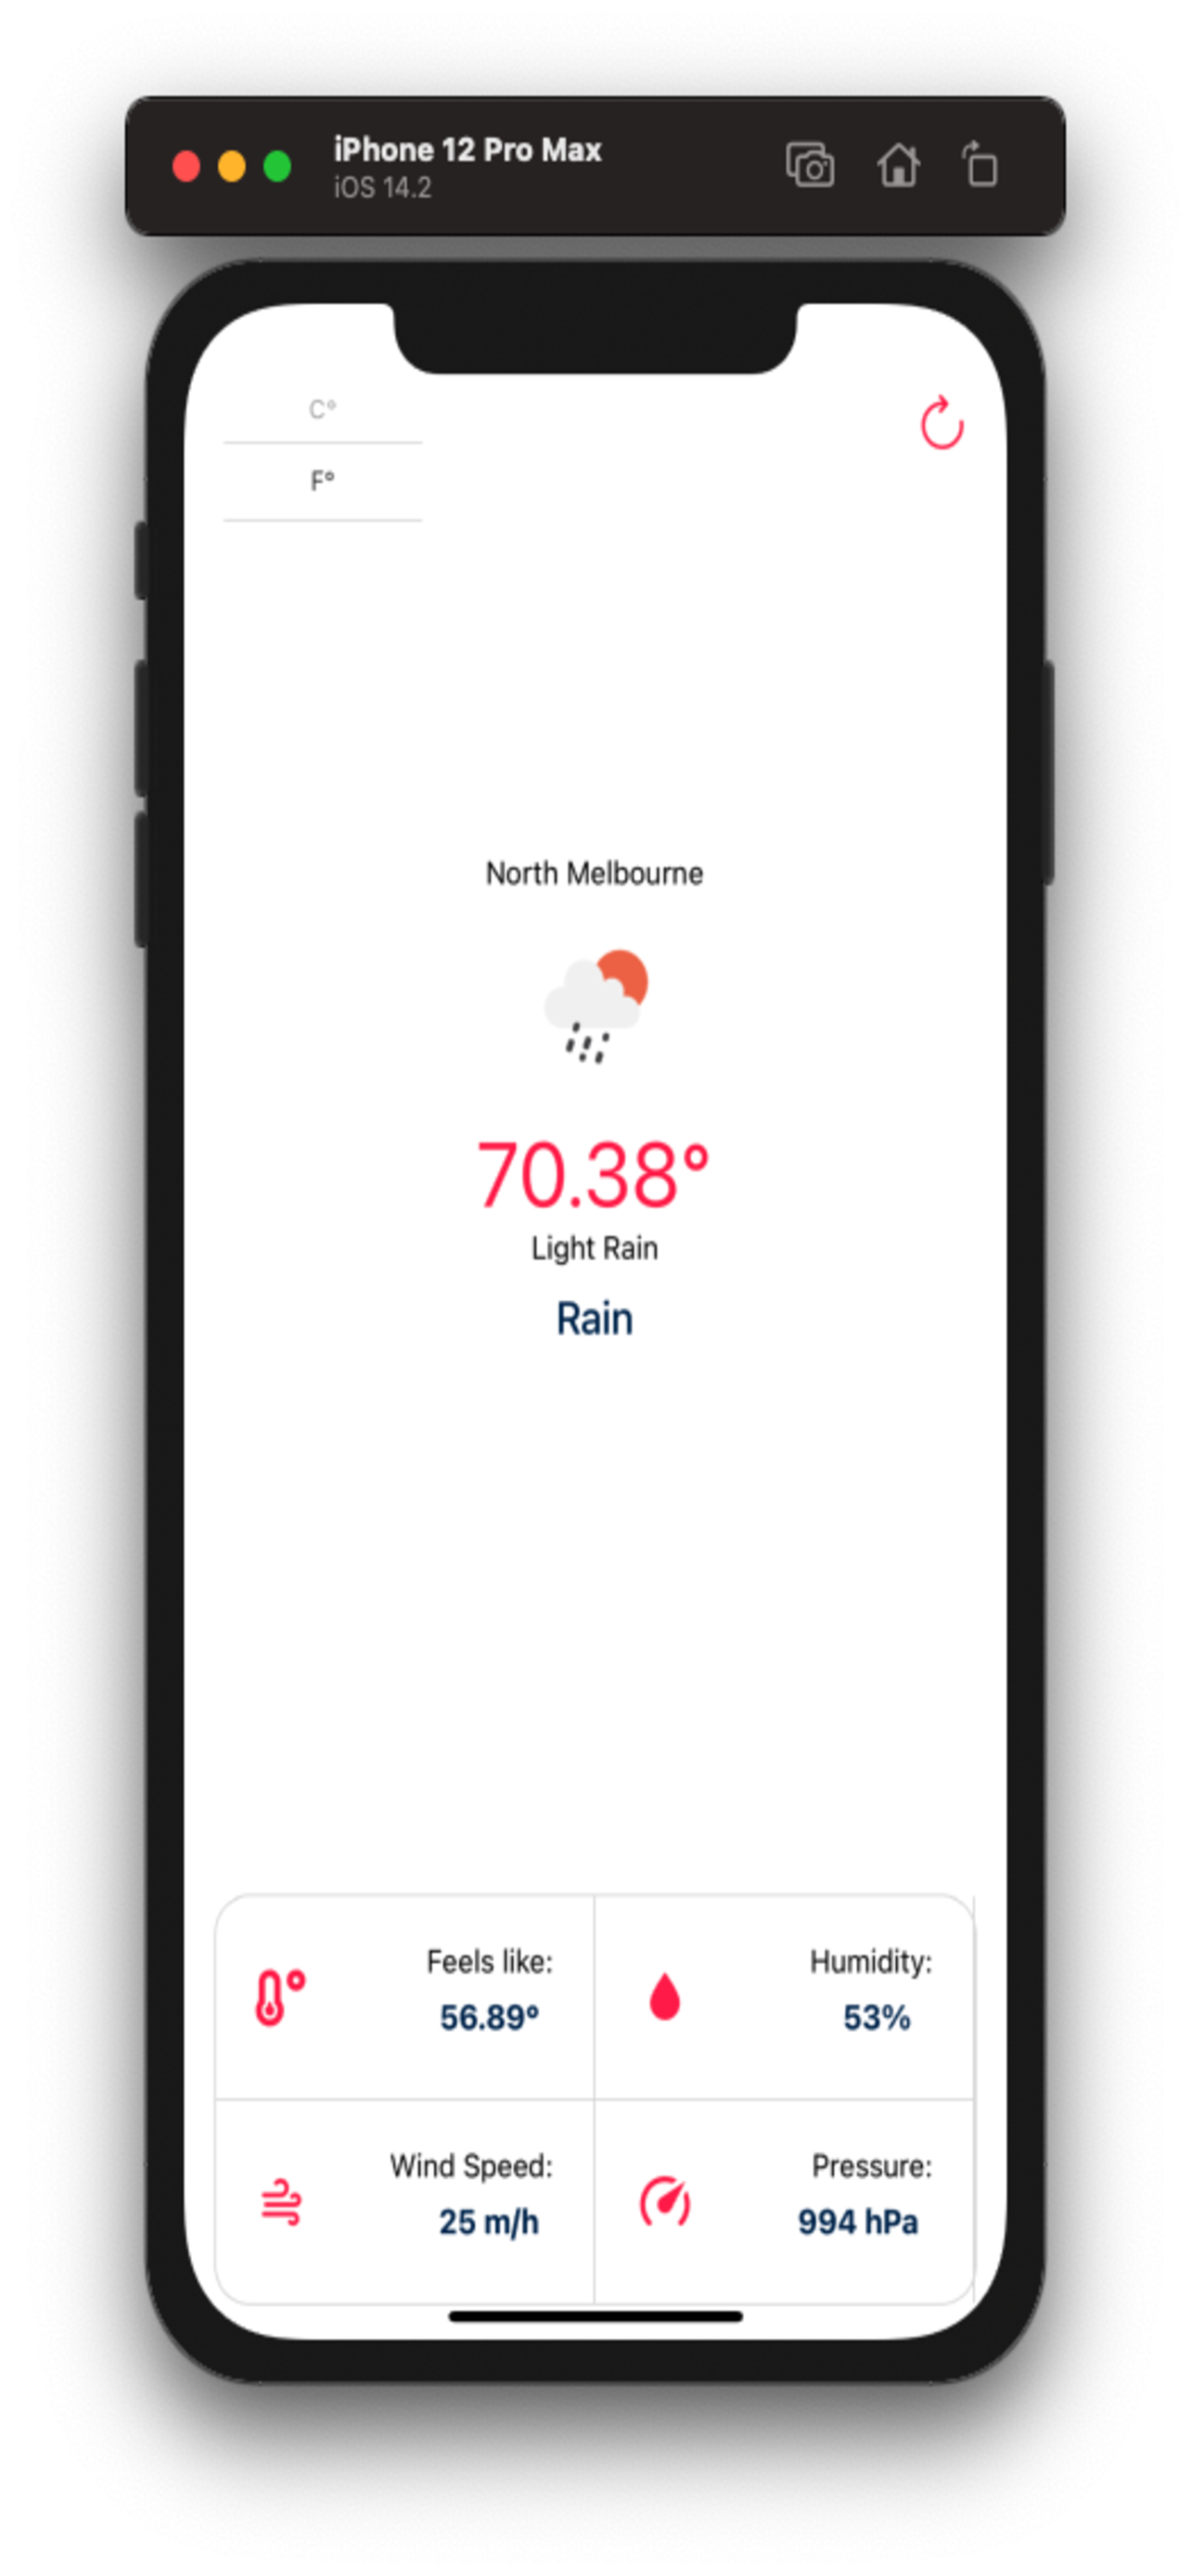 iPhone 12 Pro Max
iOS 14.2
C°
F°
North Melbourne
70.38°
Light Rain
Rain
Feels like:
56.89°
Humidity:
53%
Wind Speed:
25 m/h
Pressure:
994 hPa